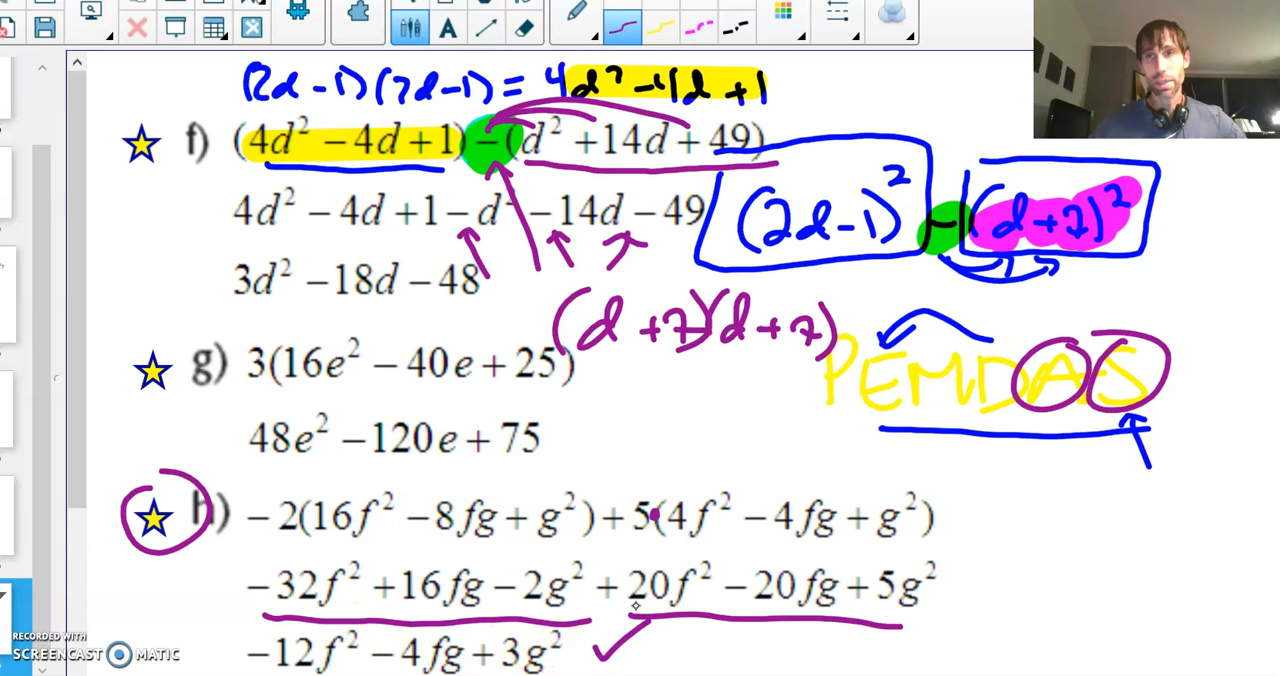 (2d-1)(2d-1) = 4d² -4d +1
f) (4d² - 4d + 1) - (d² + 14d + 49)
4d² - 4d + 1 - d² - 14d - 49
(2d-1)² - (d+7)²
3d² - 18d - 48
(d+7)(d+7)
g) 3(16e² - 40e + 25)
PEMDAS
48e² - 120e + 75
h) - 2(16f² - 8fg + g²) + 5(4f² - 4fg + g²)
-32f² + 16fg - 2g² + 20f² - 20fg + 5g²
-12f² - 4fg + 3g²
RECORDED WITH
SCREENCAST O MATIC